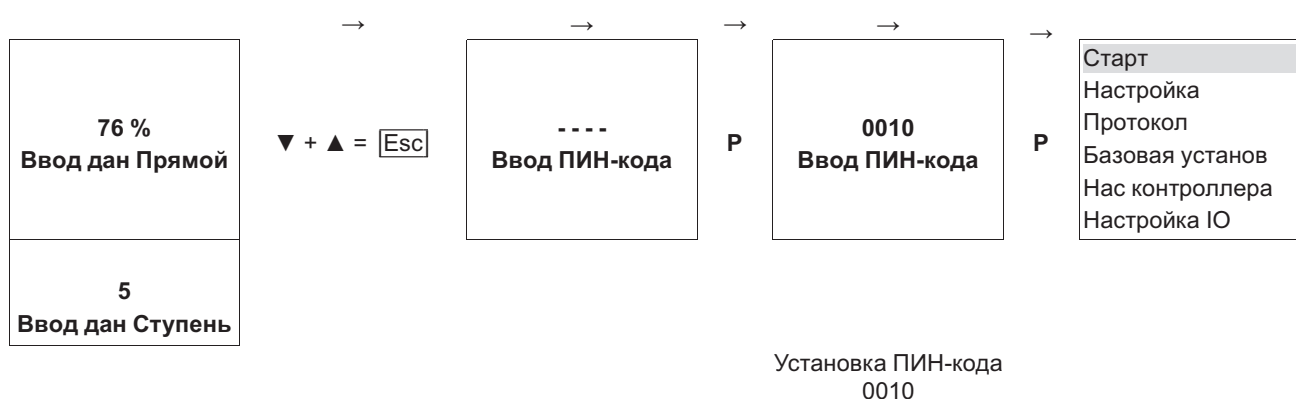 → → → → →
76 %
Ввод дан Прямой
5
Ввод дан Ступень
▼ + ▲ = Esc
- - - -
Ввод ПИН-кода
P
0010
Ввод ПИН-кода
P
Старт
Настройка
Протокол
Базовая установ
Нас контроллера
Настройка IO
Установка ПИН-кода
0010